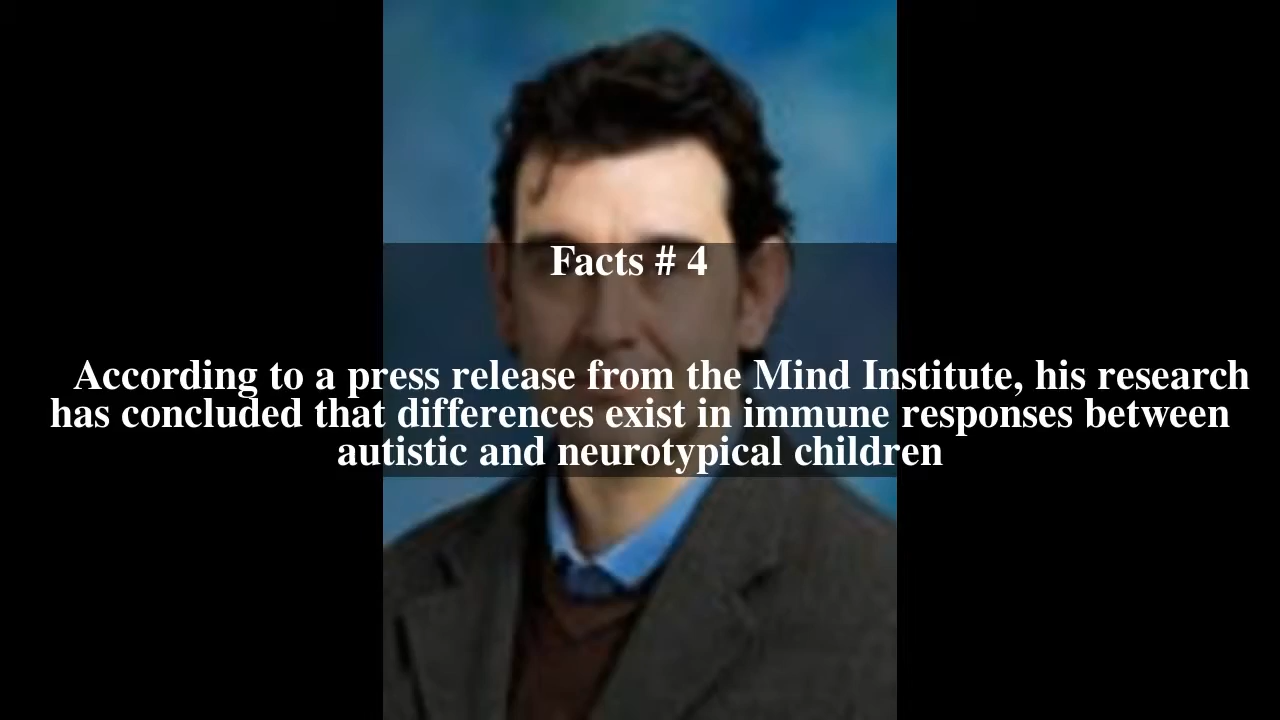 Facts # 4
According to a press release from the Mind Institute, his research
has concluded that differences exist in immune responses between
autistic and neurotypical children